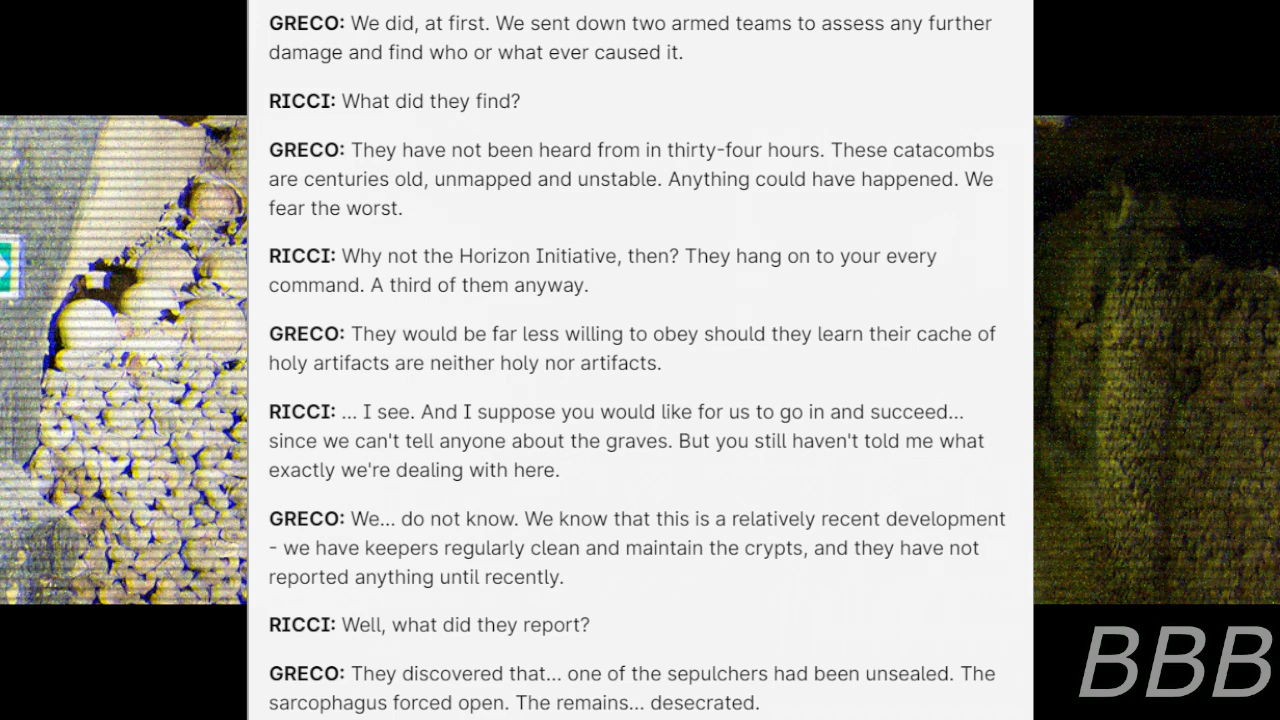 GRECO: We did, at first. We sent down two armed teams to assess any further
damage and find who or what ever caused it.
RICCI: What did they find?
GRECO: They have not been heard from in thirty-four hours. These catacombs
are centuries old, unmapped and unstable. Anything could have happened. We
fear the worst.
RICCI: Why not the Horizon Initiative, then? They hang on to your every
command. A third of them anyway.
GRECO: They would be far less willing to obey should they learn their cache of
holy artifacts are neither holy nor artifacts.
RICCI: ... I see. And I suppose you would like for us to go in and succeed...
since we can't tell anyone about the graves. But you still haven't told me what
exactly we're dealing with here.
GRECO: We... do not know. We know that this is a relatively recent development
- we have keepers regularly clean and maintain the crypts, and they have not
reported anything until recently.
RICCI: Well, what did they report?
GRECO: They discovered that... one of the sepulchers had been unsealed. The
sarcophagus forced open. The remains... desecrated.
BBB